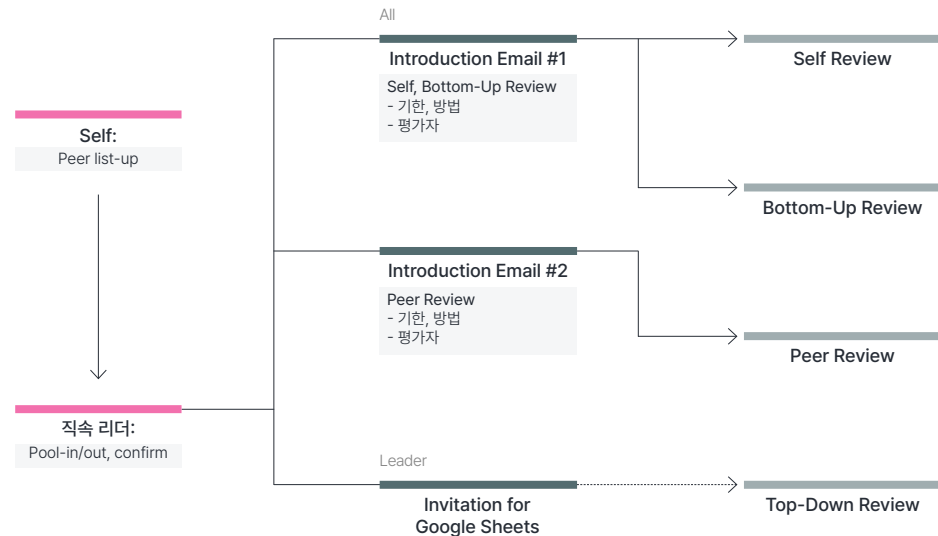 Self:
Peer list-up
직속 리더:
Pool-in/out, confirm
All
Introduction Email #1
Self, Bottom-Up Review
- 기한, 방법
- 평가자
Introduction Email #2
Peer Review
- 기한, 방법
- 평가자
Leader
Invitation for
Google Sheets
Self Review
Bottom-Up Review
Peer Review
Top-Down Review